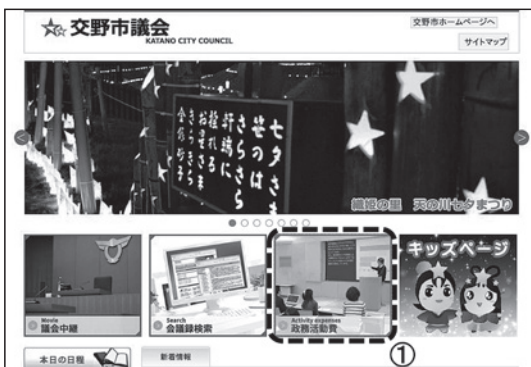 交野市議会
KATANO CITY COUNCIL
交野市ホームページへ
サイトマップ
七夕さま
笹のは
さらさら
軒端に
揺れる
お星さま
きらきら
金銀砂子
織姫の里 天の川七夕まつり
Movie
議会中継
Search
会議録検索
Activity expenses
政務活動費
キッズページ
①
本日の日程
新着情報